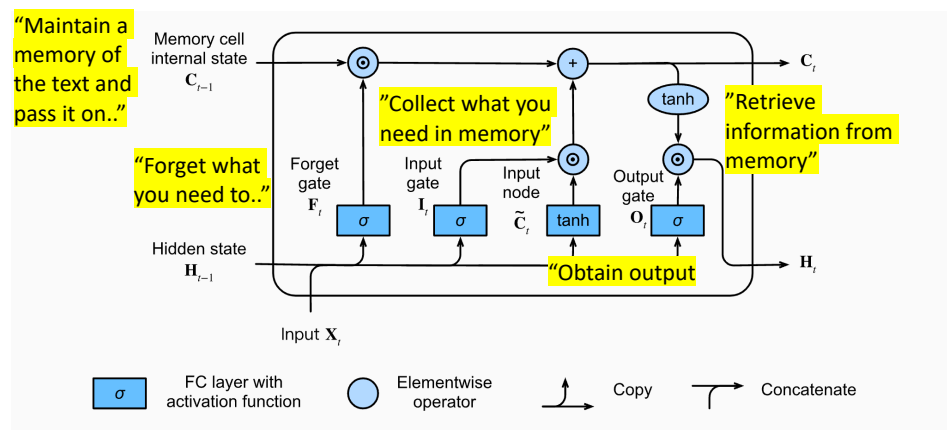 ”Maintain a
memory of
the text and
pass it on..”
Memory cell
internal state
C_{t−1}
⊙
+
C_t
tanh
”Collect what you
need in memory”
”Retrieve
information from
memory”
“Forget what
you need to..”
Forget
gate
F_t
Input
gate
I_t
Input
node
C̃_t
Output
gate
O_t
⊙
⊙
σ
σ
tanh
σ
Hidden state
H_{t−1}
“Obtain output
H_t
Input X_t
σ
FC layer with
activation function
Elementwise
operator
Copy
Concatenate